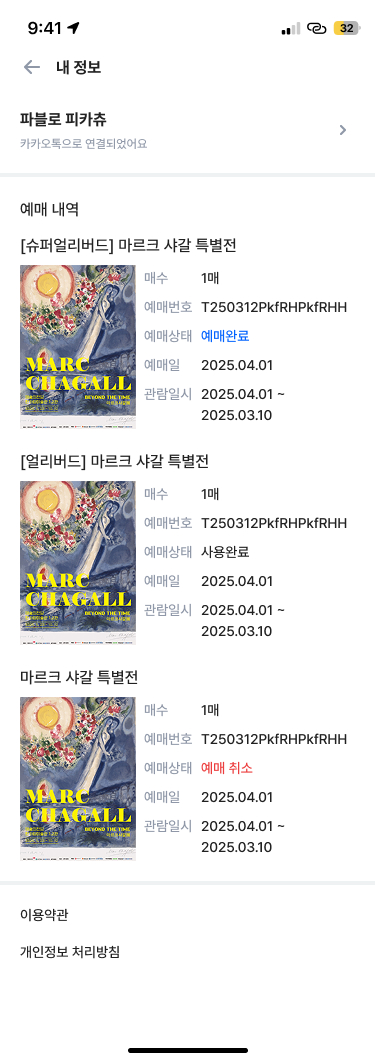 9:41
32
내 정보
파블로 피카츄
카카오톡으로 연결되었어요
예매 내역
[슈퍼얼리버드] 마르크 샤갈 특별전
MARC
CHAGALL
BEYOND THE TIME
매수 1매
예매번호 T250312PkfRHPkfRHH
예매상태 예매완료
예매일 2025.04.01
관람일시 2025.04.01 ~
2025.03.10
[얼리버드] 마르크 샤갈 특별전
MARC
CHAGALL
BEYOND THE TIME
매수 1매
예매번호 T250312PkfRHPkfRHH
예매상태 사용완료
예매일 2025.04.01
관람일시 2025.04.01 ~
2025.03.10
마르크 샤갈 특별전
MARC
CHAGALL
BEYOND THE TIME
매수 1매
예매번호 T250312PkfRHPkfRHH
예매상태 예매 취소
예매일 2025.04.01
관람일시 2025.04.01 ~
2025.03.10
이용약관
개인정보 처리방침